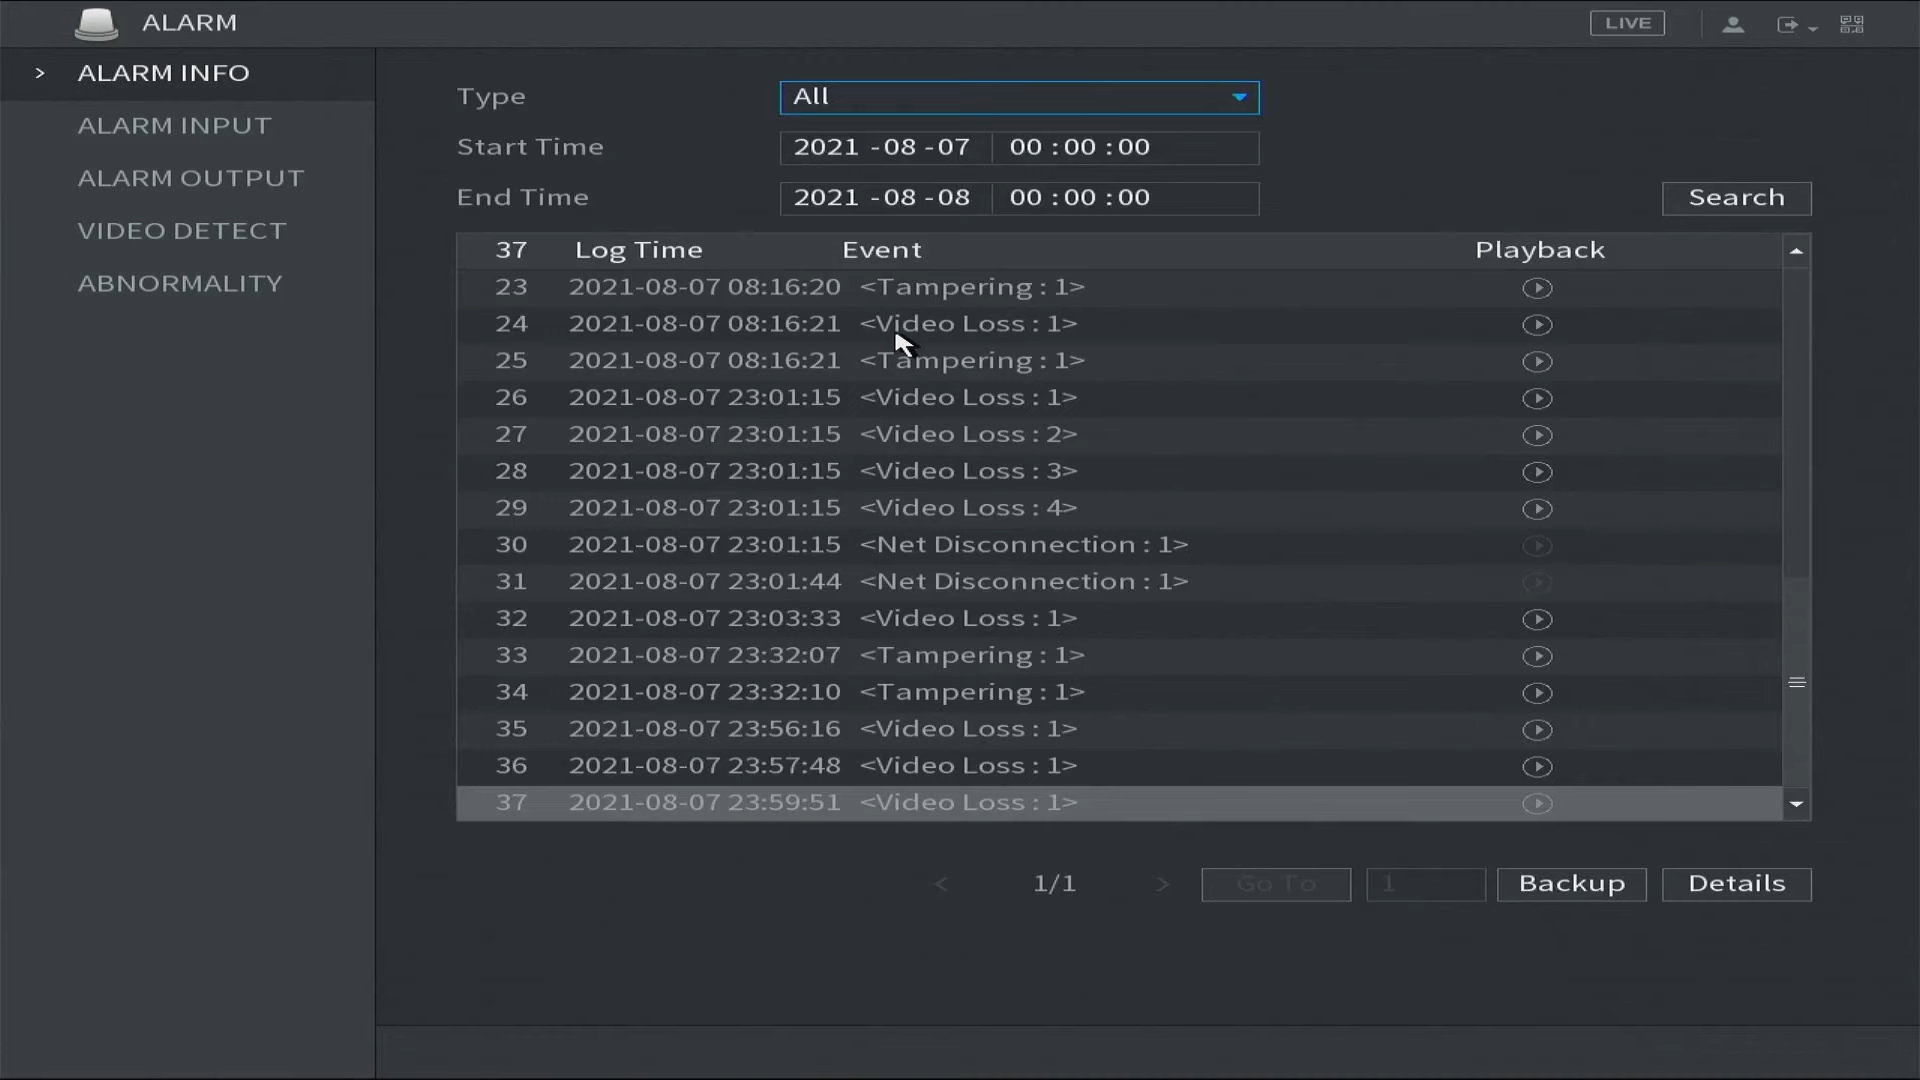 ALARM
LIVE
> ALARM INFO
ALARM INPUT
ALARM OUTPUT
VIDEO DETECT
ABNORMALITY
Type All
Start Time 2021 -08 -07 00 :00 :00
End Time 2021 -08 -08 00 :00 :00
Search
37 Log Time Event Playback
23 2021-08-07 08:16:20 <Tampering : 1>
24 2021-08-07 08:16:21 <Video Loss : 1>
25 2021-08-07 08:16:21 <Tampering : 1>
26 2021-08-07 23:01:15 <Video Loss : 1>
27 2021-08-07 23:01:15 <Video Loss : 2>
28 2021-08-07 23:01:15 <Video Loss : 3>
29 2021-08-07 23:01:15 <Video Loss : 4>
30 2021-08-07 23:01:15 <Net Disconnection : 1>
31 2021-08-07 23:01:44 <Net Disconnection : 1>
32 2021-08-07 23:03:33 <Video Loss : 1>
33 2021-08-07 23:32:07 <Tampering : 1>
34 2021-08-07 23:32:10 <Tampering : 1>
35 2021-08-07 23:56:16 <Video Loss : 1>
36 2021-08-07 23:57:48 <Video Loss : 1>
37 2021-08-07 23:59:51 <Video Loss : 1>
< 1/1 > Go To 1 Backup Details